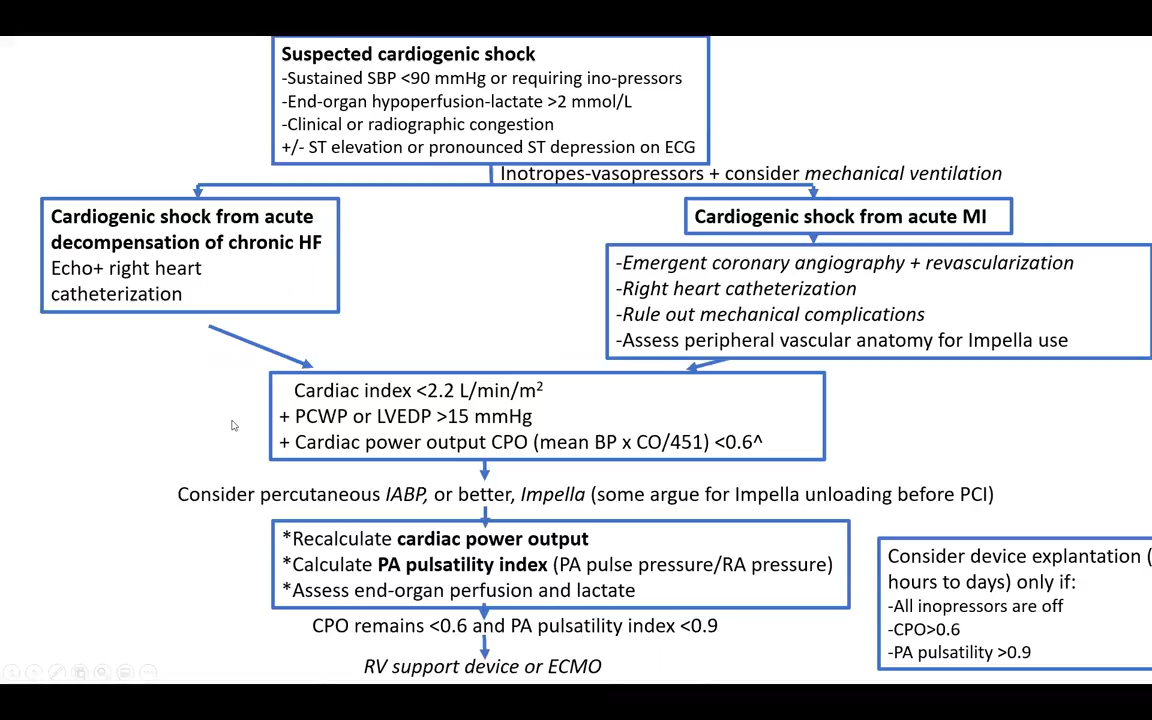 Suspected cardiogenic shock
-Sustained SBP <90 mmHg or requiring ino-pressors
-End-organ hypoperfusion-lactate >2 mmol/L
-Clinical or radiographic congestion
+/- ST elevation or pronounced ST depression on ECG
Inotropes-vasopressors + consider mechanical ventilation
Cardiogenic shock from acute
decompensation of chronic HF
Echo+ right heart
catheterization
Cardiogenic shock from acute MI
-Emergent coronary angiography + revascularization
-Right heart catheterization
-Rule out mechanical complications
-Assess peripheral vascular anatomy for Impella use
Cardiac index <2.2 L/min/m²
+ PCWP or LVEDP >15 mmHg
+ Cardiac power output CPO (mean BP x CO/451) <0.6^
Consider percutaneous IABP, or better, Impella (some argue for Impella unloading before PCI)
*Recalculate cardiac power output
*Calculate PA pulsatility index (PA pulse pressure/RA pressure)
*Assess end-organ perfusion and lactate
CPO remains <0.6 and PA pulsatility index <0.9
RV support device or ECMO
Consider device explantation (
hours to days) only if:
-All inopressors are off
-CPO>0.6
-PA pulsatility >0.9